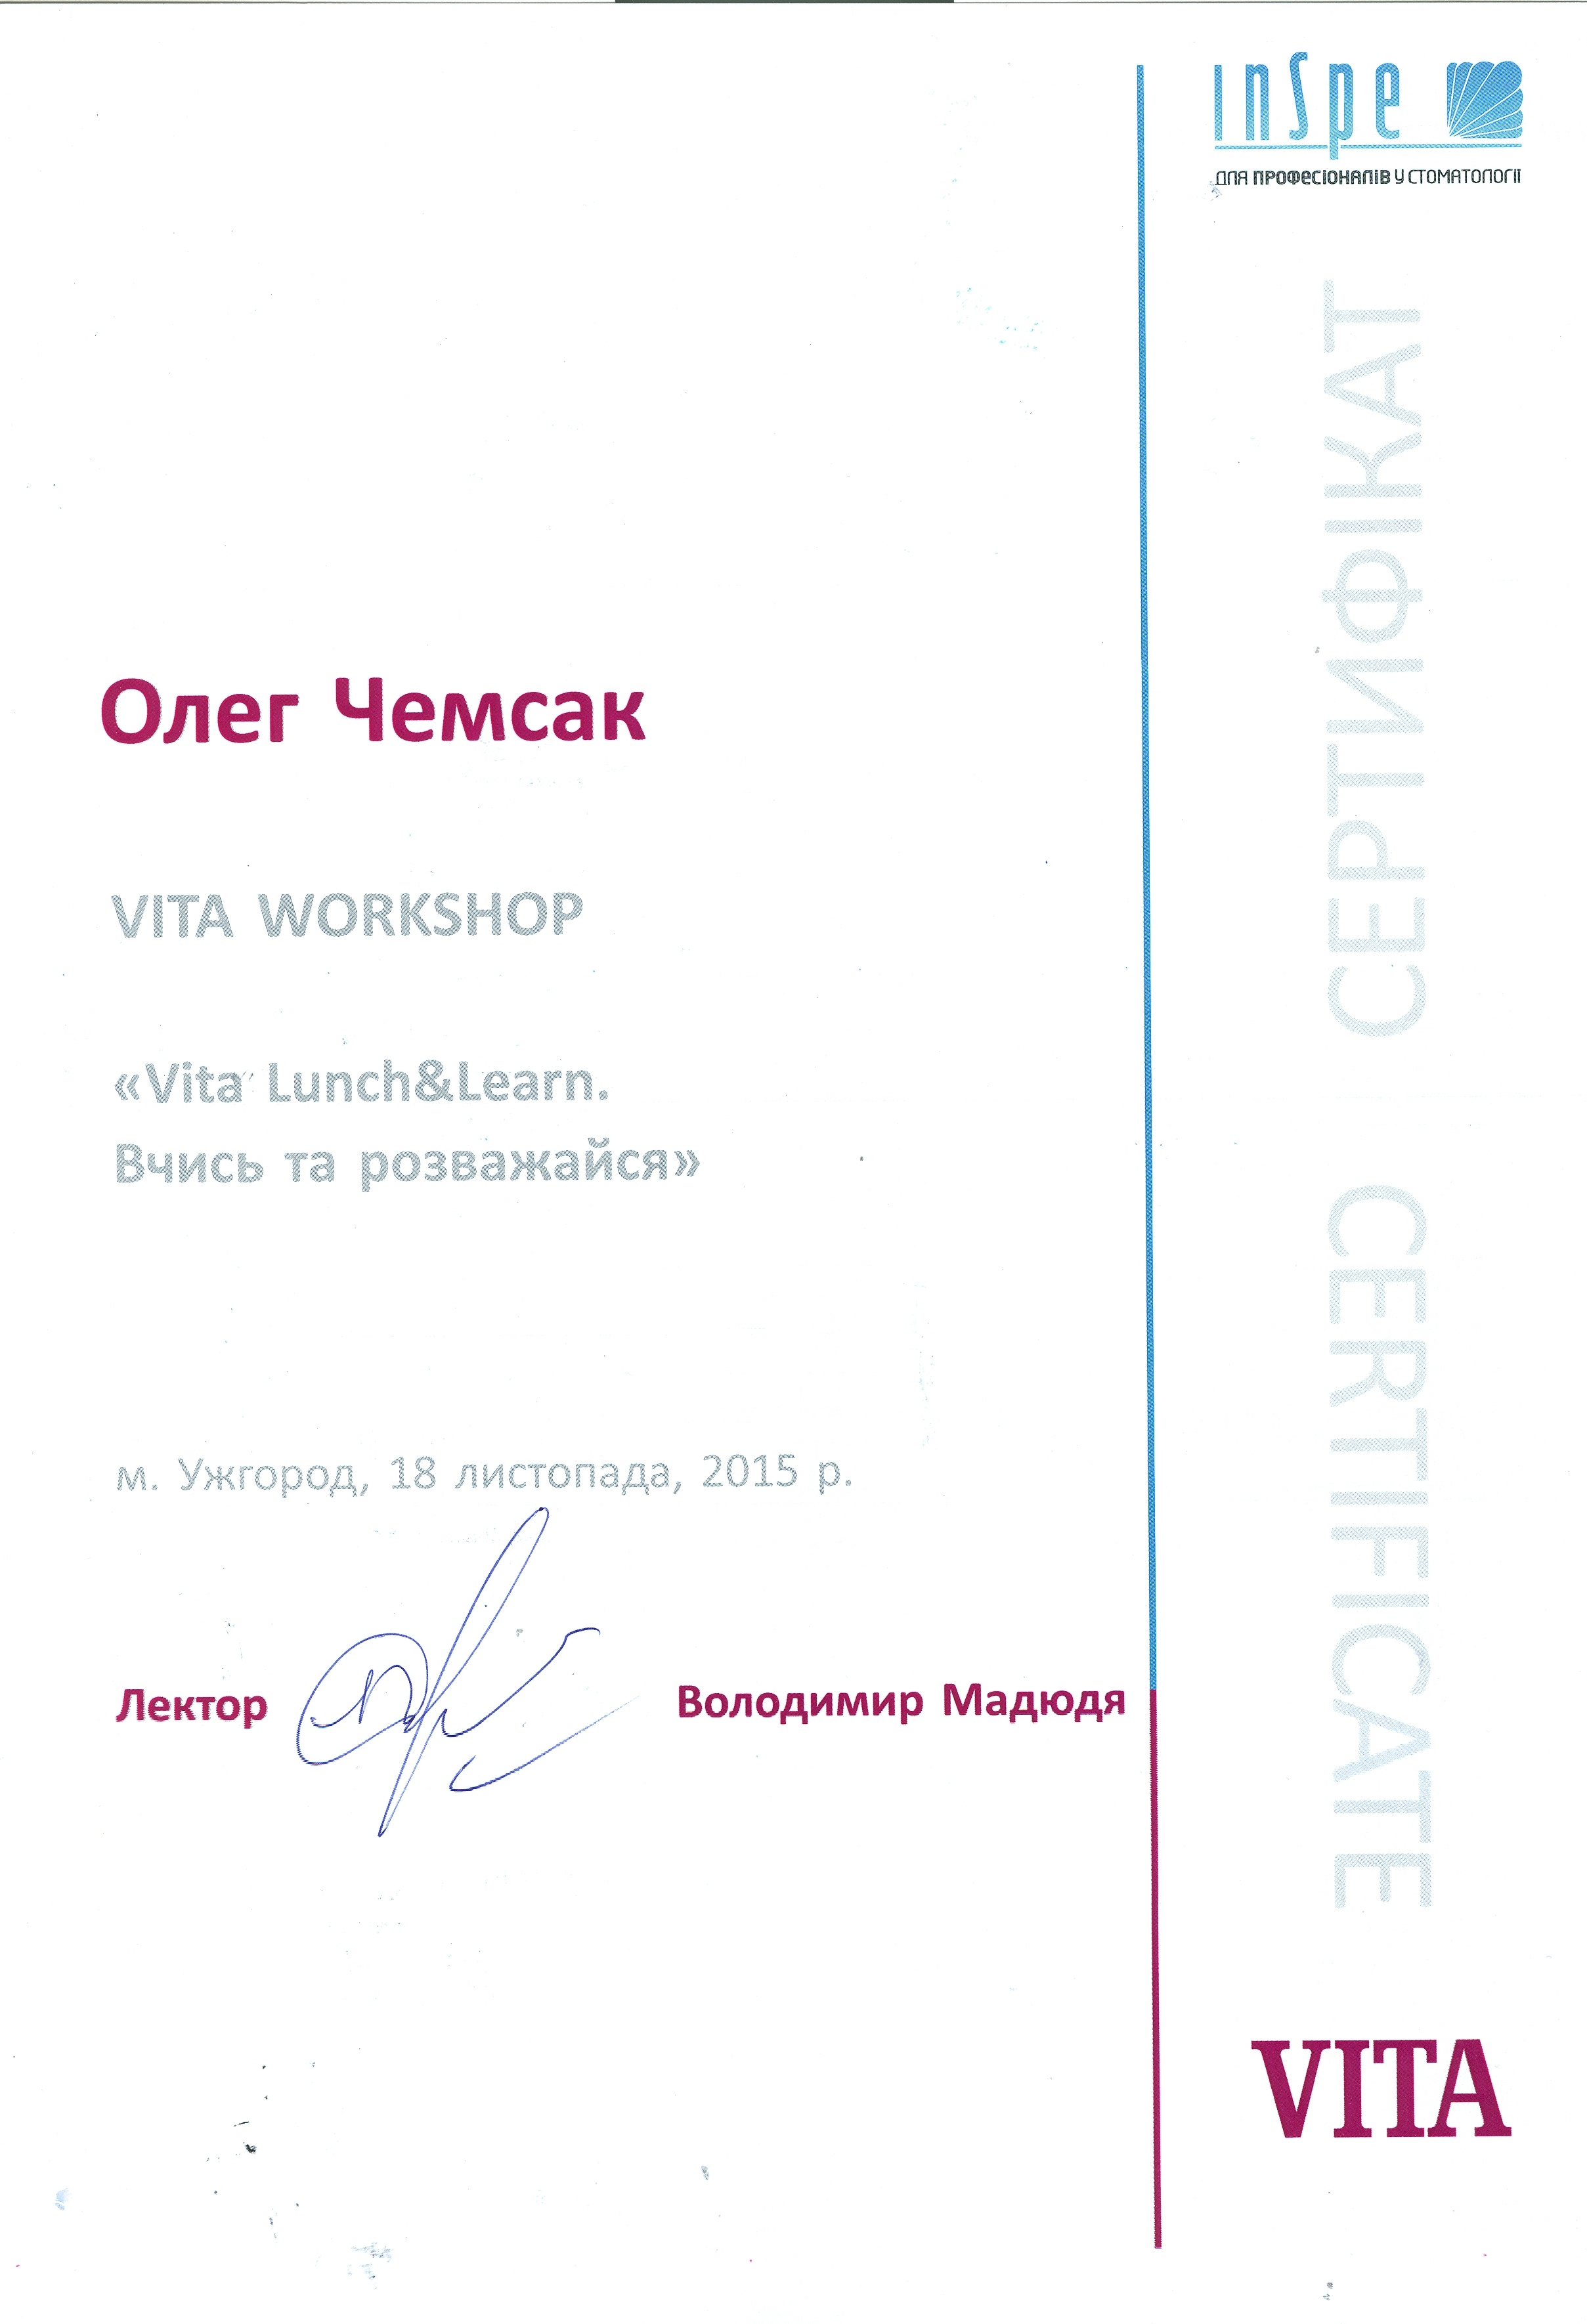 inSpe
ДЛЯ ПРОФЕСІОНАЛІВ У СТОМАТОЛОГІЇ
СЕРТИФІКАТ CERTIFICATE
Олег Чемсак
VITA WORKSHOP
«Vita Lunch&Learn.
Вчись та розважайся»
м. Ужгород, 18 листопада, 2015 р.
Лектор Володимир Мадюдя
VITA